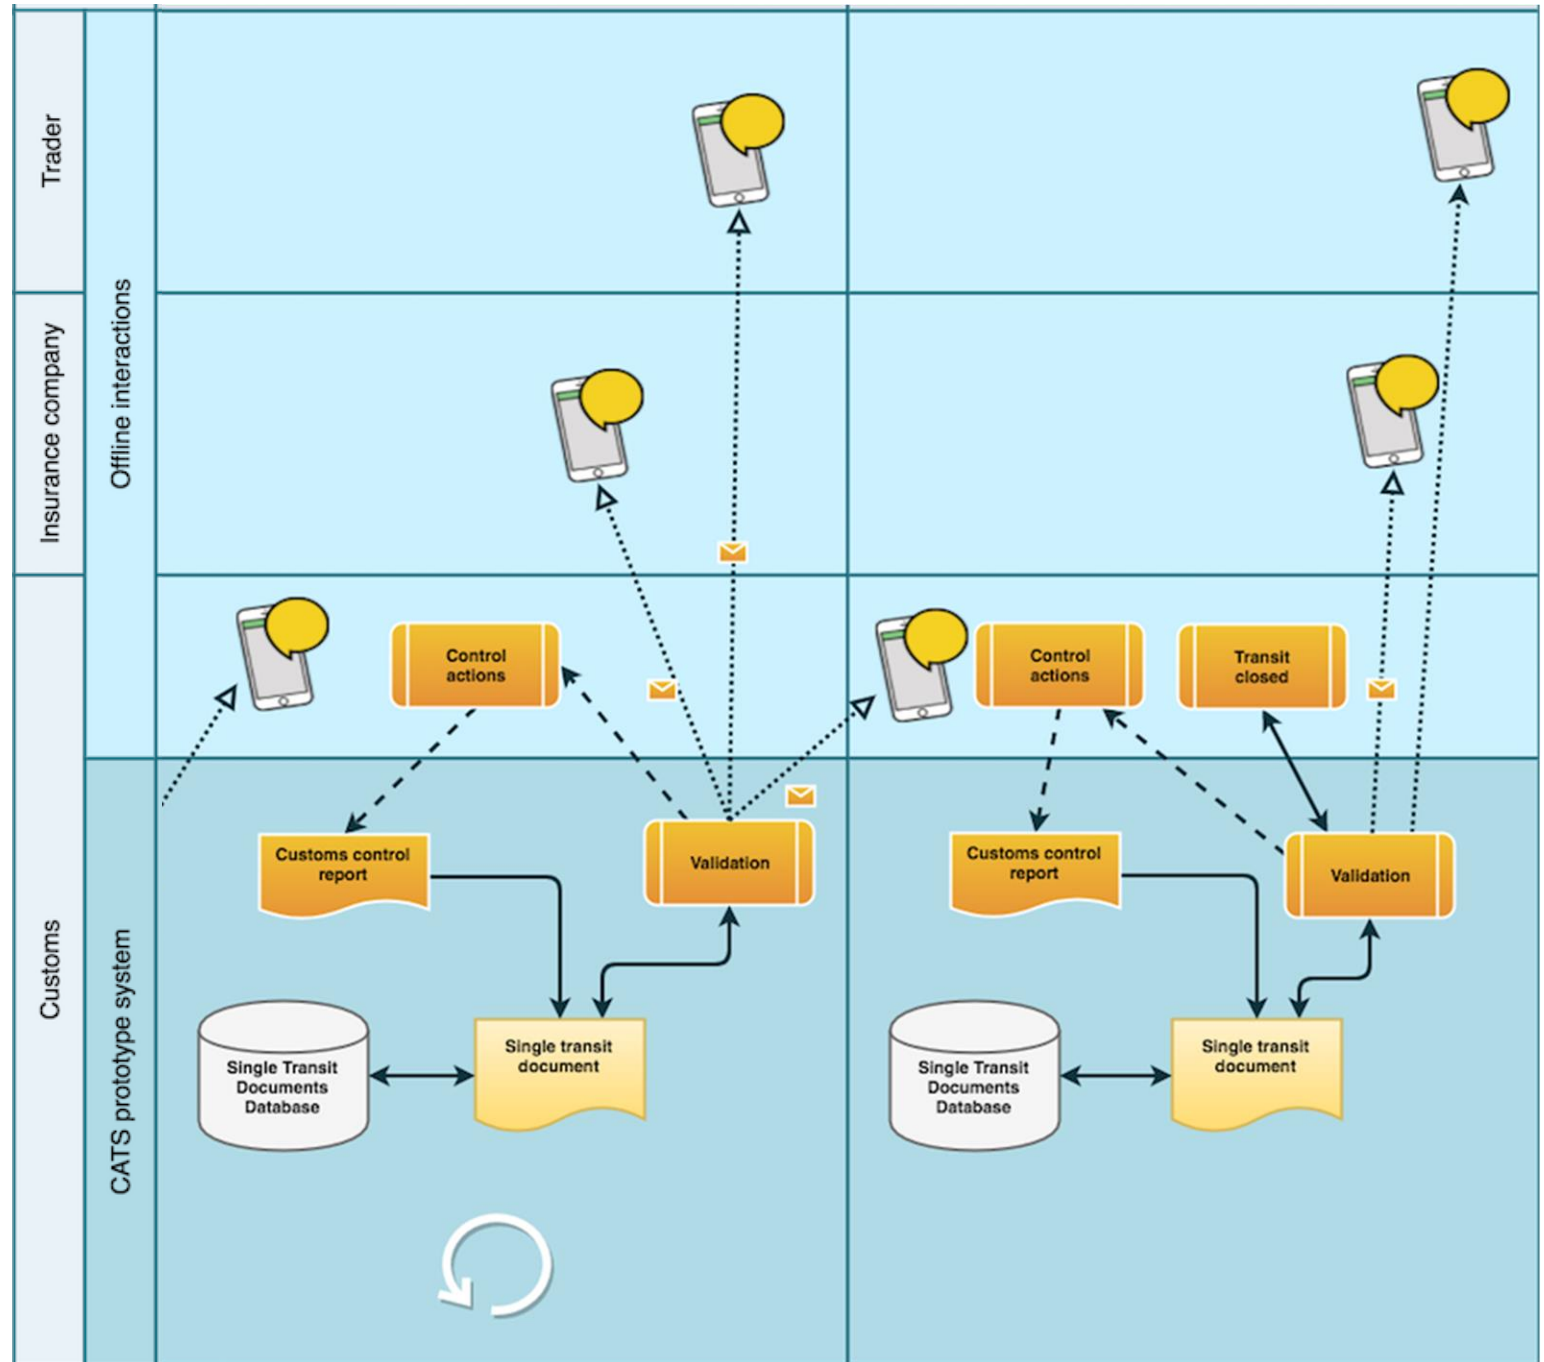 Trader
Insurance company
Customs
Offline interactions
CATS prototype system
Control
actions
Customs control
report
Validation
Single Transit
Documents
Database
Single transit
document
Control
actions
Transit
closed
Customs control
report
Validation
Single Transit
Documents
Database
Single transit
document